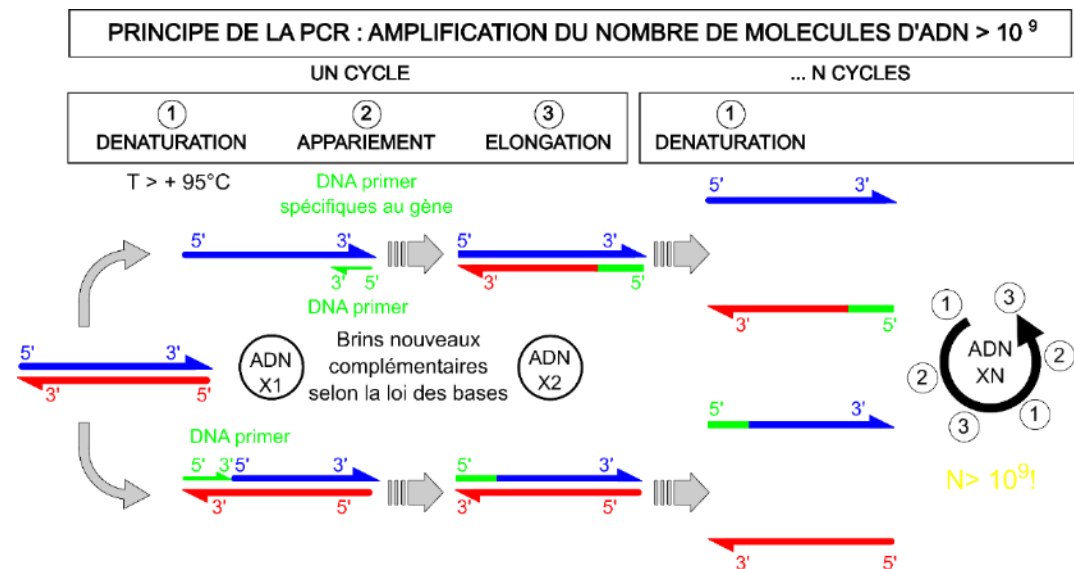 PRINCIPE DE LA PCR : AMPLIFICATION DU NOMBRE DE MOLECULES D'ADN > 10⁹
UN CYCLE
... N CYCLES
1
2
3
1
DENATURATION
APPARIEMENT
ELONGATION
DENATURATION
T > + 95°C
DNA primer
spécifiques au gène
5'
3'
5'
3'
5'
3'
3'
5'
3'
5'
DNA primer
3'
5'
5'
3'
3'
5'
ADN
X1
Brins nouveaux
complémentaires
selon la loi des bases
ADN
X2
1
3
ADN
XN
2
2
3
1
DNA primer
5'
3'
5'
3'
3'
5'
5'
3'
3'
5'
5'
3'
3'
5'
N> 10⁹!